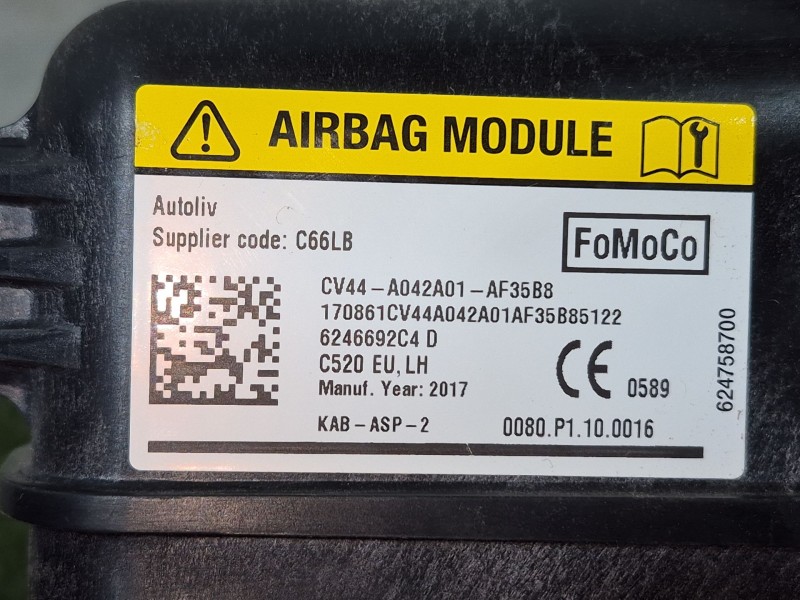 AIRBAG MODULE
Autoliv
Supplier code: C66LB
FoMoCo
CV44-A042A01-AF35B8
170861CV44A042A01AF35B85122
6246692C4 D
C520 EU, LH
Manuf. Year: 2017
CE 0589
KAB-ASP-2
0080.P1.10.0016
624758700